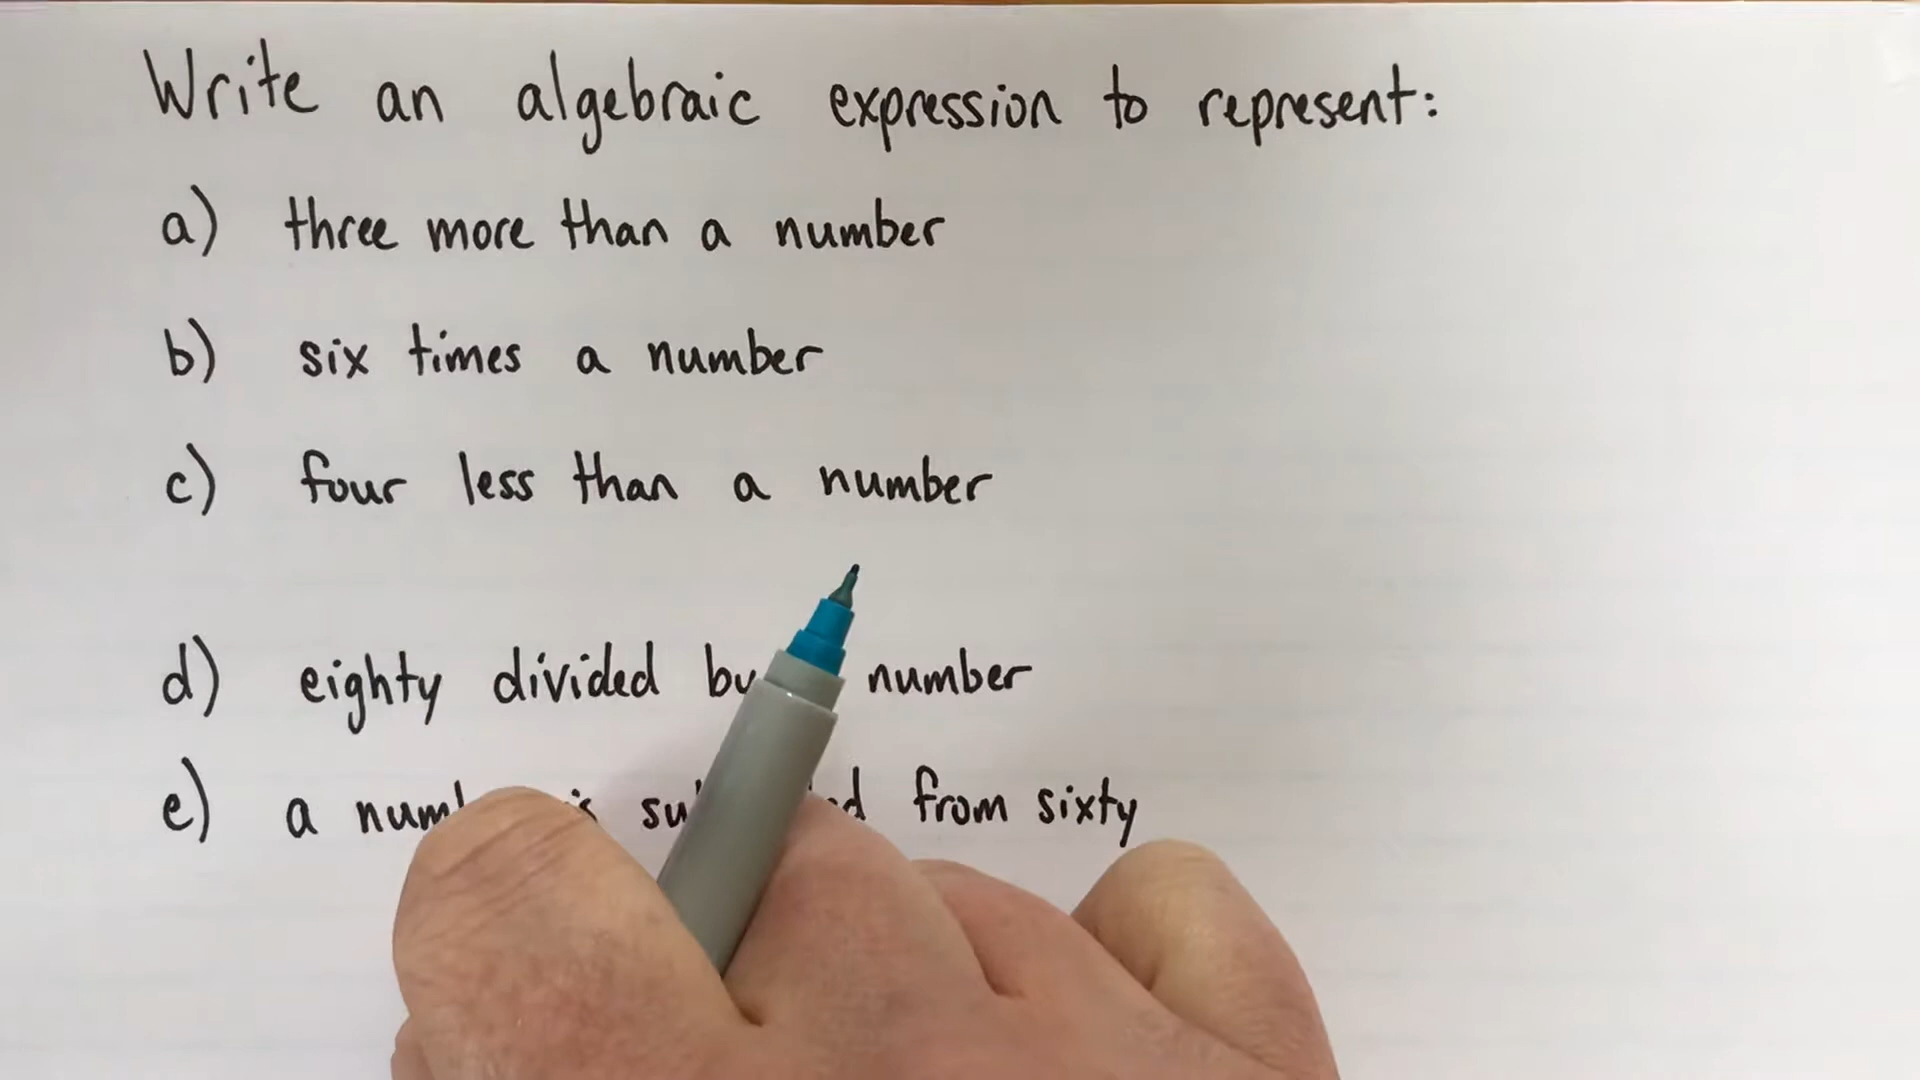 Write an algebraic expression to represent:
a) three more than a number
b) six times a number
c) four less than a number
d) eighty divided by number
e) a from sixty